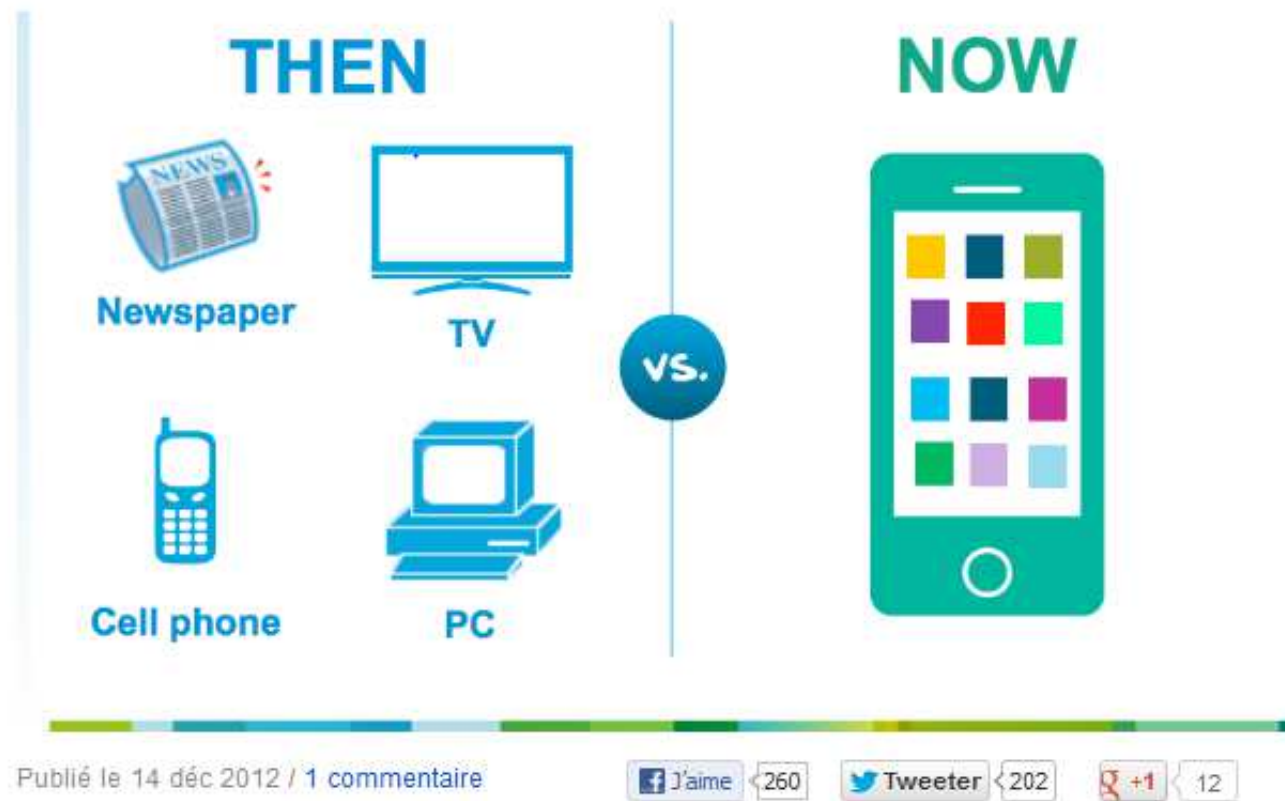 THEN
NOW
NEWS
Newspaper
TV
vs.
Cell phone
PC
Publié le 14 déc 2012 / 1 commentaire
J'aime 260
Tweeter 202
+1 12